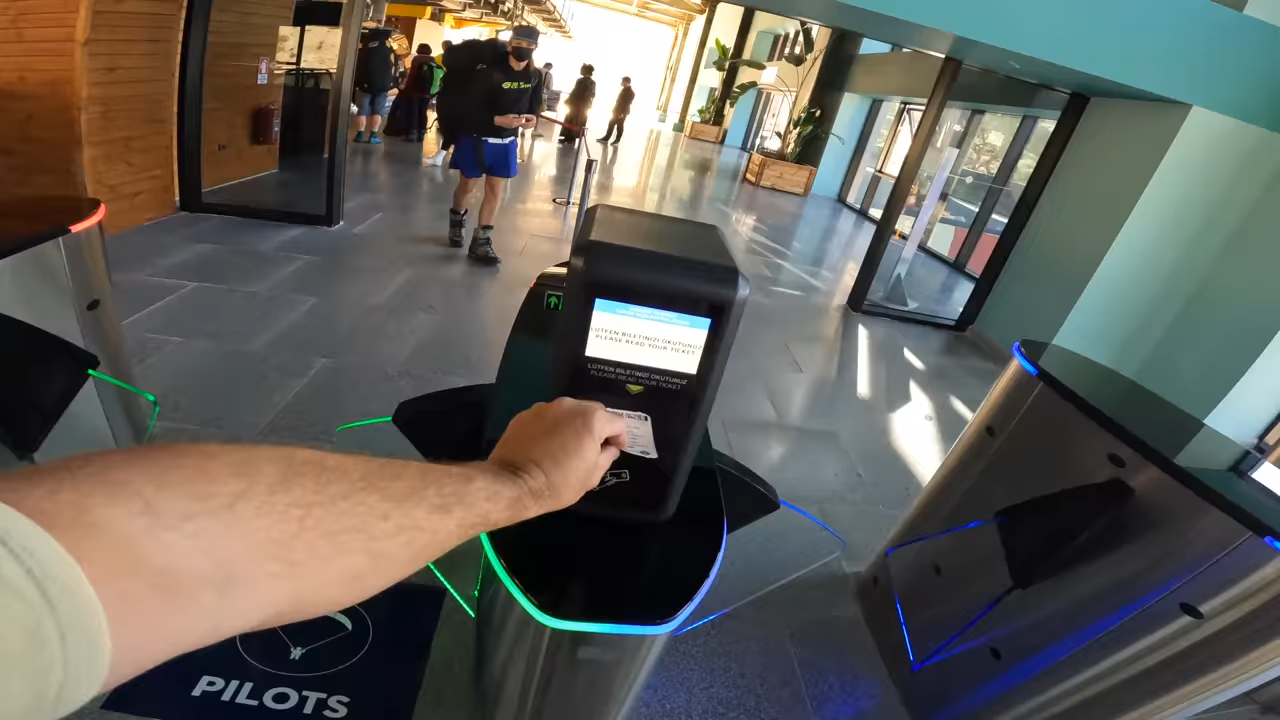 LÜTFEN BİLETİNİZİ OKUTUNUZ
PLEASE READ YOUR TICKET
LÜTFEN BİLETİNİZİ OKUTUNUZ
PLEASE READ YOUR TICKET
PILOTS